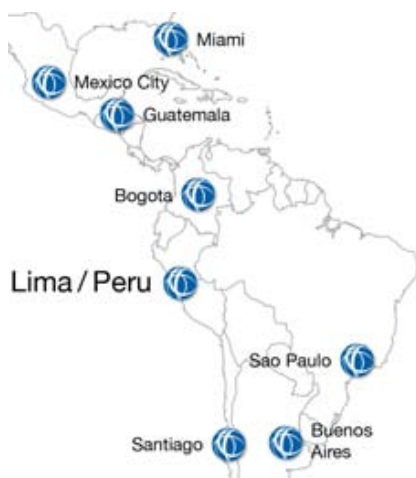 Miami
Mexico City
Guatemala
Bogota
Lima / Peru
Sao Paulo
Santiago
Buenos
Aires